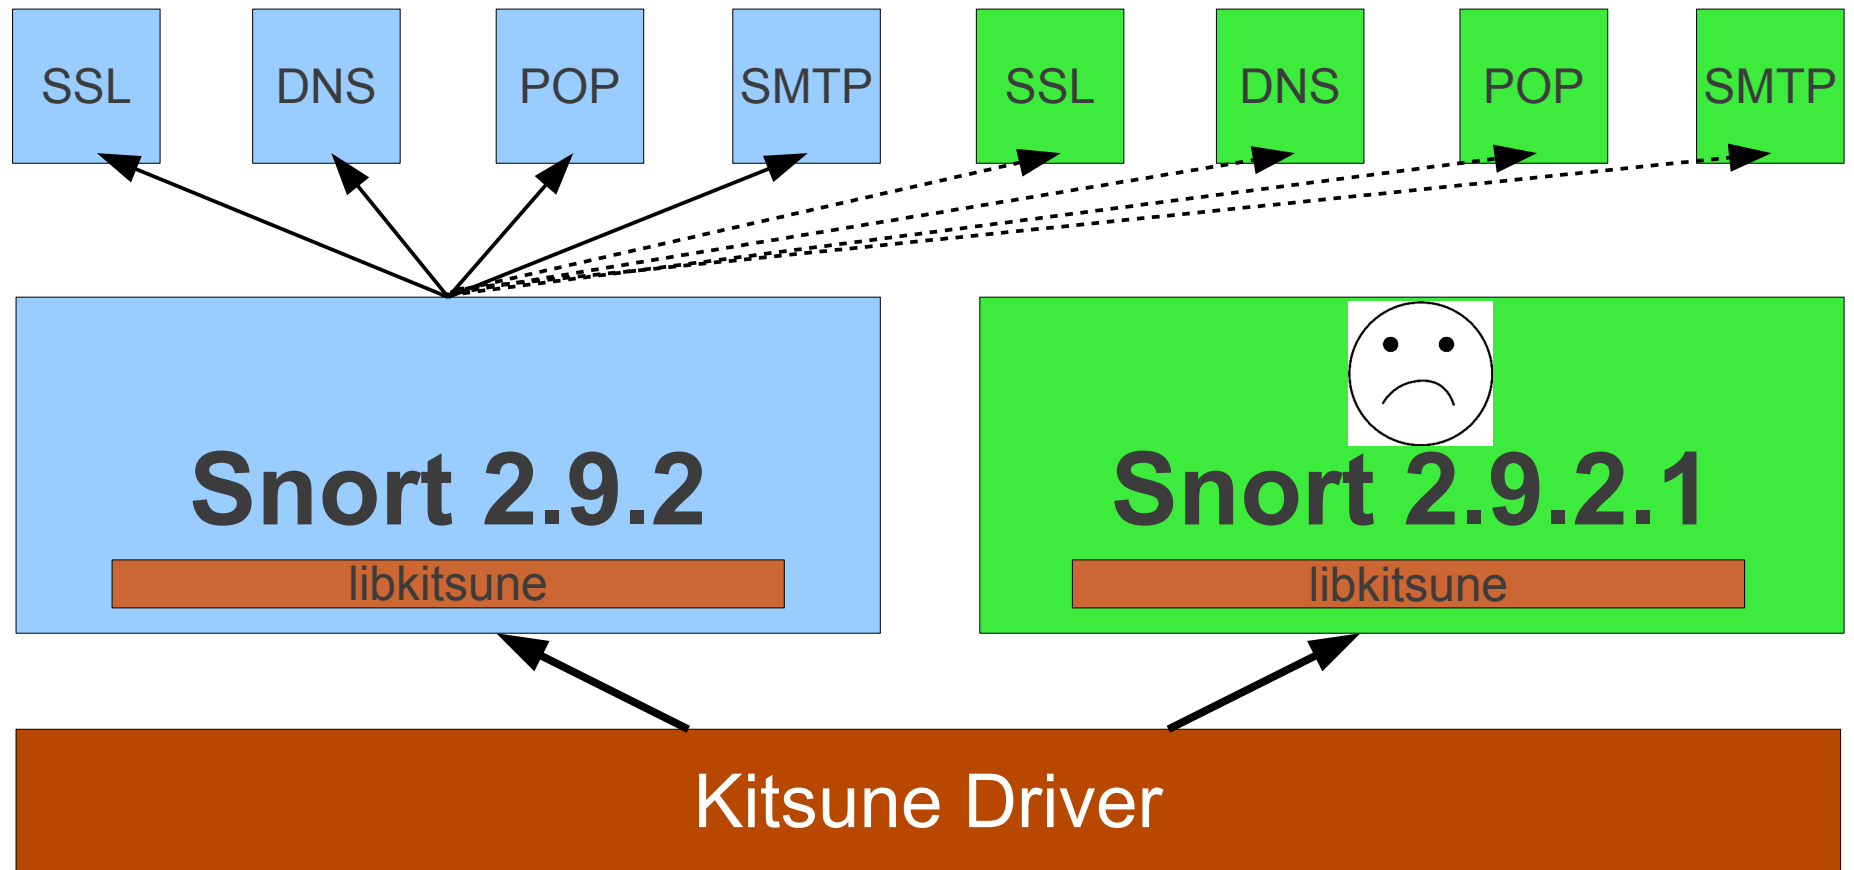 SSL
DNS
POP
SMTP
SSL
DNS
POP
SMTP
Snort 2.9.2
libkitsune
Snort 2.9.2.1
libkitsune
Kitsune Driver